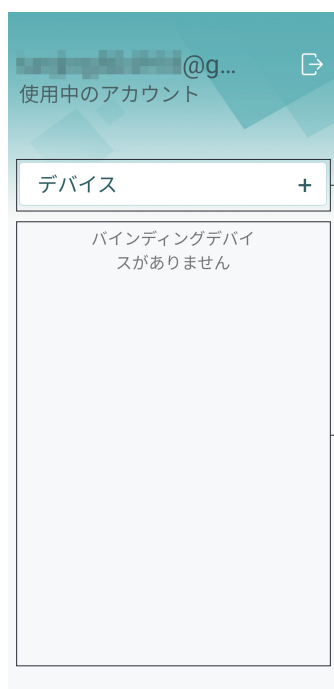 @g...
使用中のアカウント
デバイス +
バインディングデバイ
スがありません